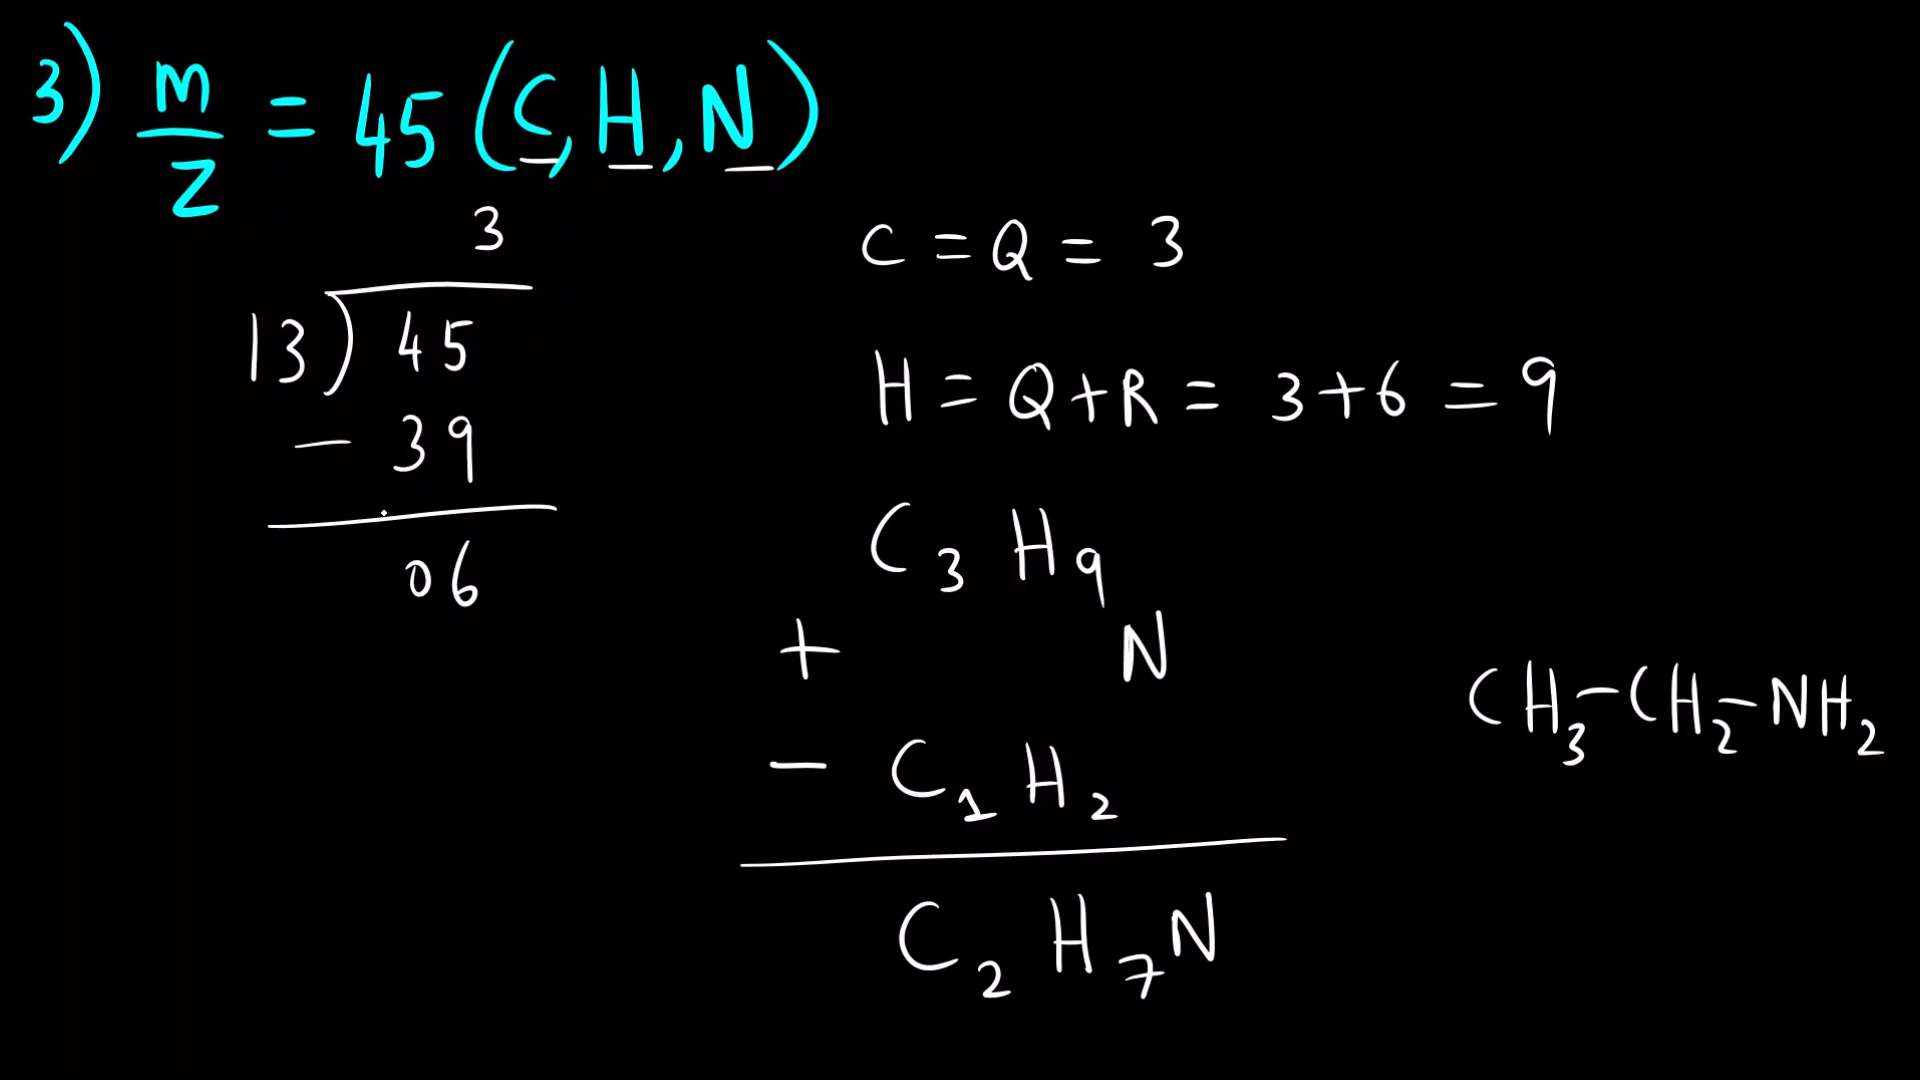 3) m/z = 45 (C, H, N)
3
13) 45
- 39
06
C = Q = 3
H = Q + R = 3 + 6 = 9
C3 H9
+ N
- C1 H2
C2 H7 N
CH3-CH2-NH2